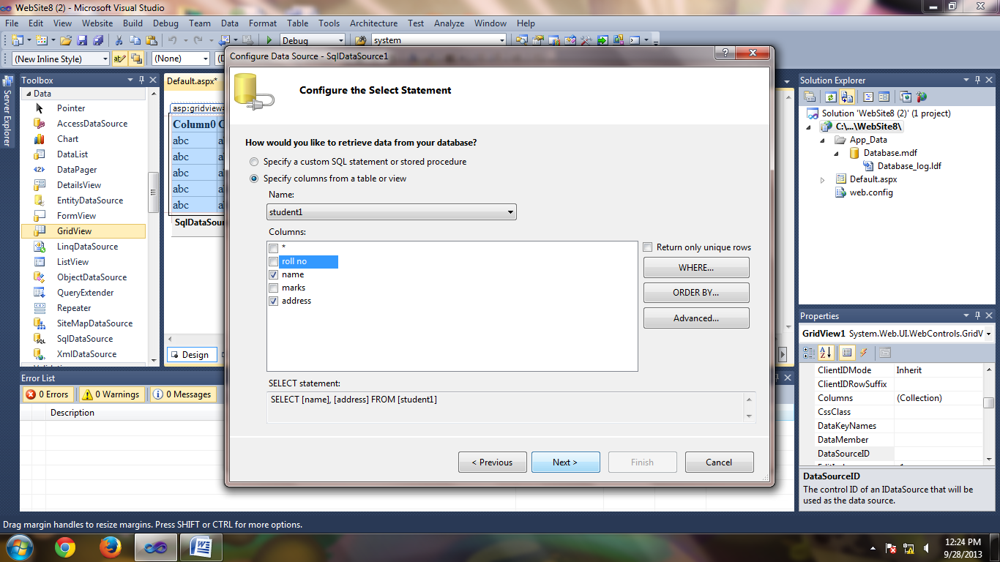 WebSite8 (2) - Microsoft Visual Studio
File Edit View Website Build Debug Team Data Format Table Tools Architecture Test Analyze Window Help
Debug system
(New Inline Style) (None)
Server Explorer
Toolbox
Data
Pointer
AccessDataSource
Chart
DataList
DataPager
DetailsView
EntityDataSource
FormView
GridView
LinqDataSource
ListView
ObjectDataSource
QueryExtender
Repeater
SiteMapDataSource
SqlDataSource
XmlDataSource
Default.aspx*
asp:gridview
Column0
abc
abc
abc
abc
abc
SqlDataSour
Design
Configure Data Source - SqlDataSource1
Configure the Select Statement
How would you like to retrieve data from your database?
Specify a custom SQL statement or stored procedure
Specify columns from a table or view
Name:
student1
Columns:
*
roll no
name
marks
address
Return only unique rows
WHERE...
ORDER BY...
Advanced...
SELECT statement:
SELECT [name], [address] FROM [student1]
< Previous Next > Finish Cancel
Solution Explorer
Solution 'WebSite8 (2)' (1 project)
C:\...\WebSite8\
App_Data
Database.mdf
Database_log.ldf
Default.aspx
web.config
Properties
GridView1 System.Web.UI.WebControls.GridV
ClientIDMode Inherit
ClientIDRowSuffix
Columns (Collection)
CssClass
DataKeyNames
DataMember
DataSourceID
DataSourceID
The control ID of an IDataSource that will be
used as the data source.
Error List
0 Errors 0 Warnings 0 Messages
Description
Drag margin handles to resize margins. Press SHIFT or CTRL for more options.
12:24 PM
9/28/2013